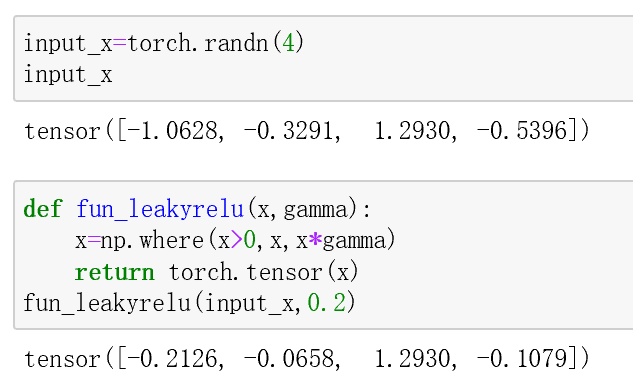 input_x=torch.randn(4)
input_x
tensor([-1.0628, -0.3291,  1.2930, -0.5396])
def fun_leakyrelu(x,gamma):
    x=np.where(x>0,x,x*gamma)
    return torch.tensor(x)
fun_leakyrelu(input_x,0.2)
tensor([-0.2126, -0.0658,  1.2930, -0.1079])